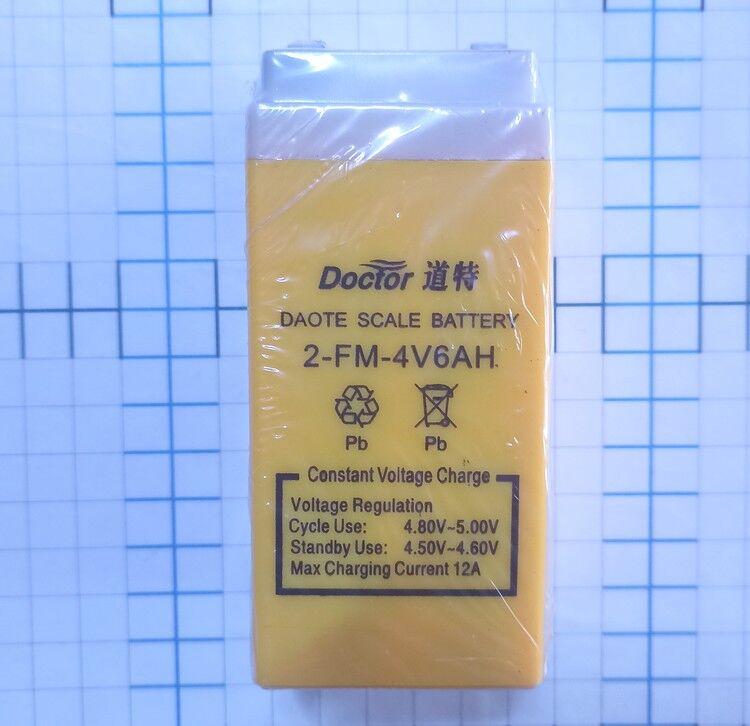 Doctor 道特
DAOTE SCALE BATTERY
2-FM-4V6AH
Pb Pb
Constant Voltage Charge
Voltage Regulation
Cycle Use: 4.80V~5.00V
Standby Use: 4.50V~4.60V
Max Charging Current 12A